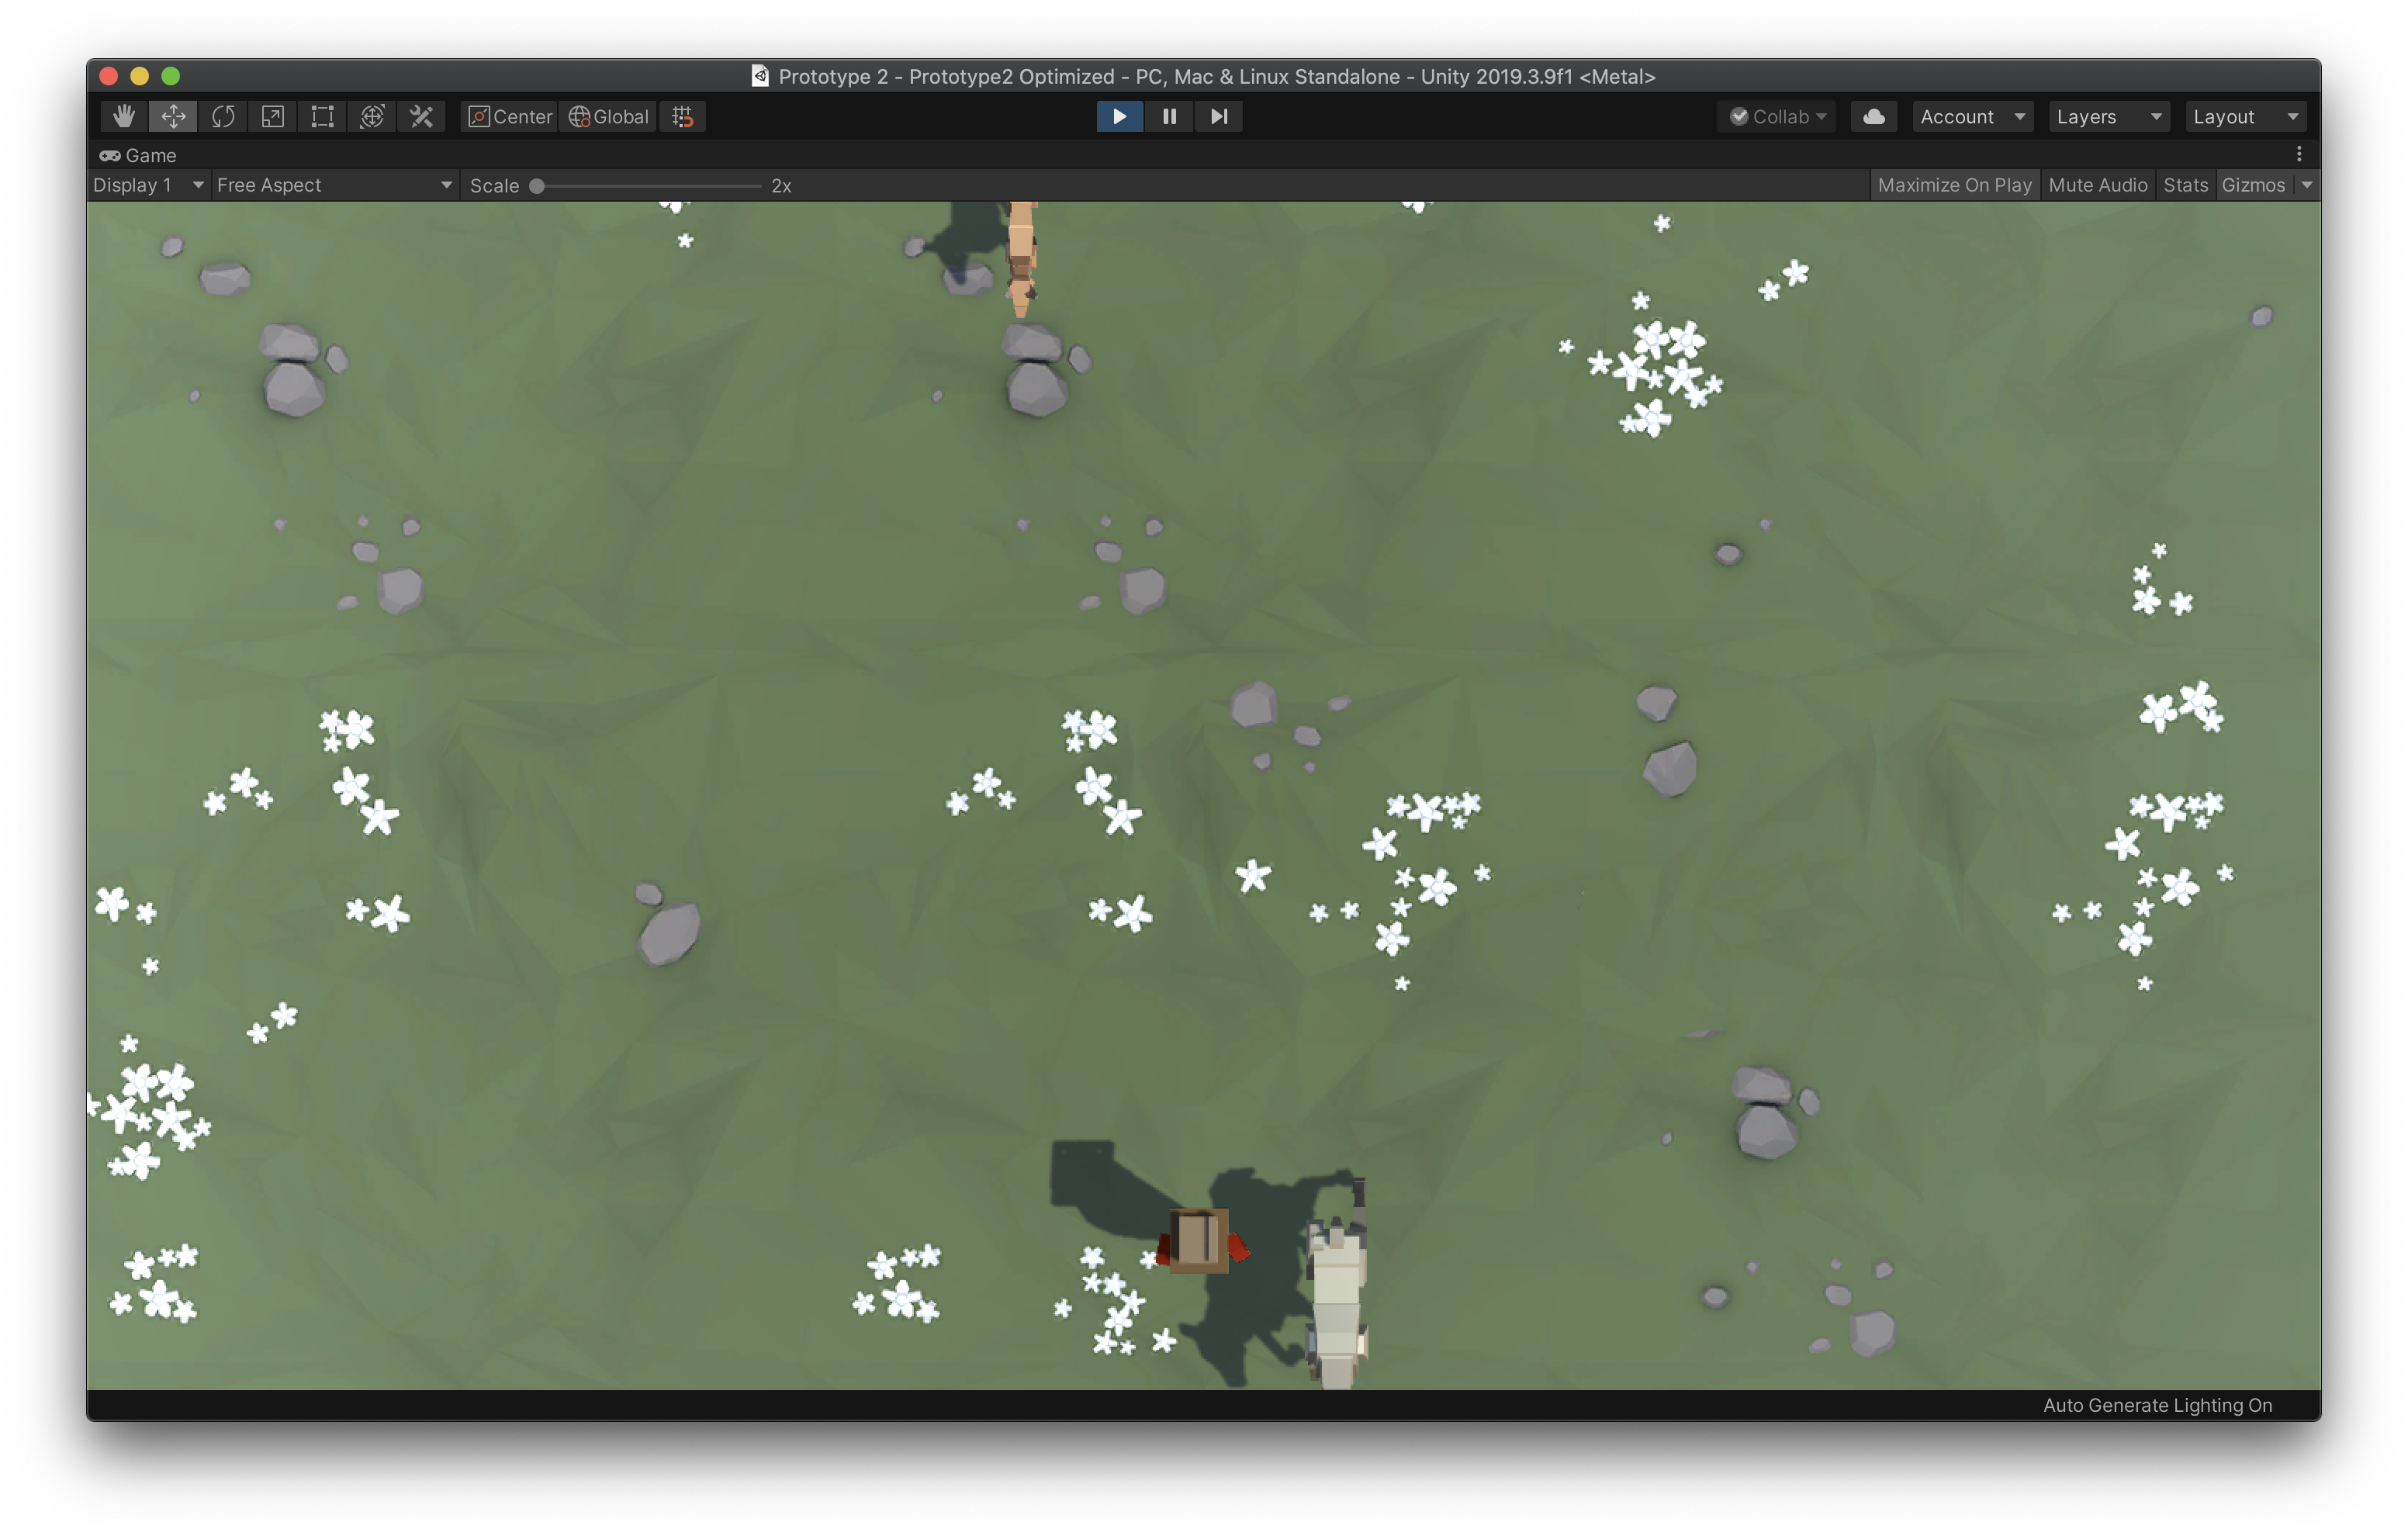 Prototype 2 - Prototype2 Optimized - PC, Mac & Linux Standalone - Unity 2019.3.9f1 <Metal>
Center Global Collab Account Layers Layout
Game
Display 1 Free Aspect Scale 2x Maximize On Play Mute Audio Stats Gizmos
Auto Generate Lighting On